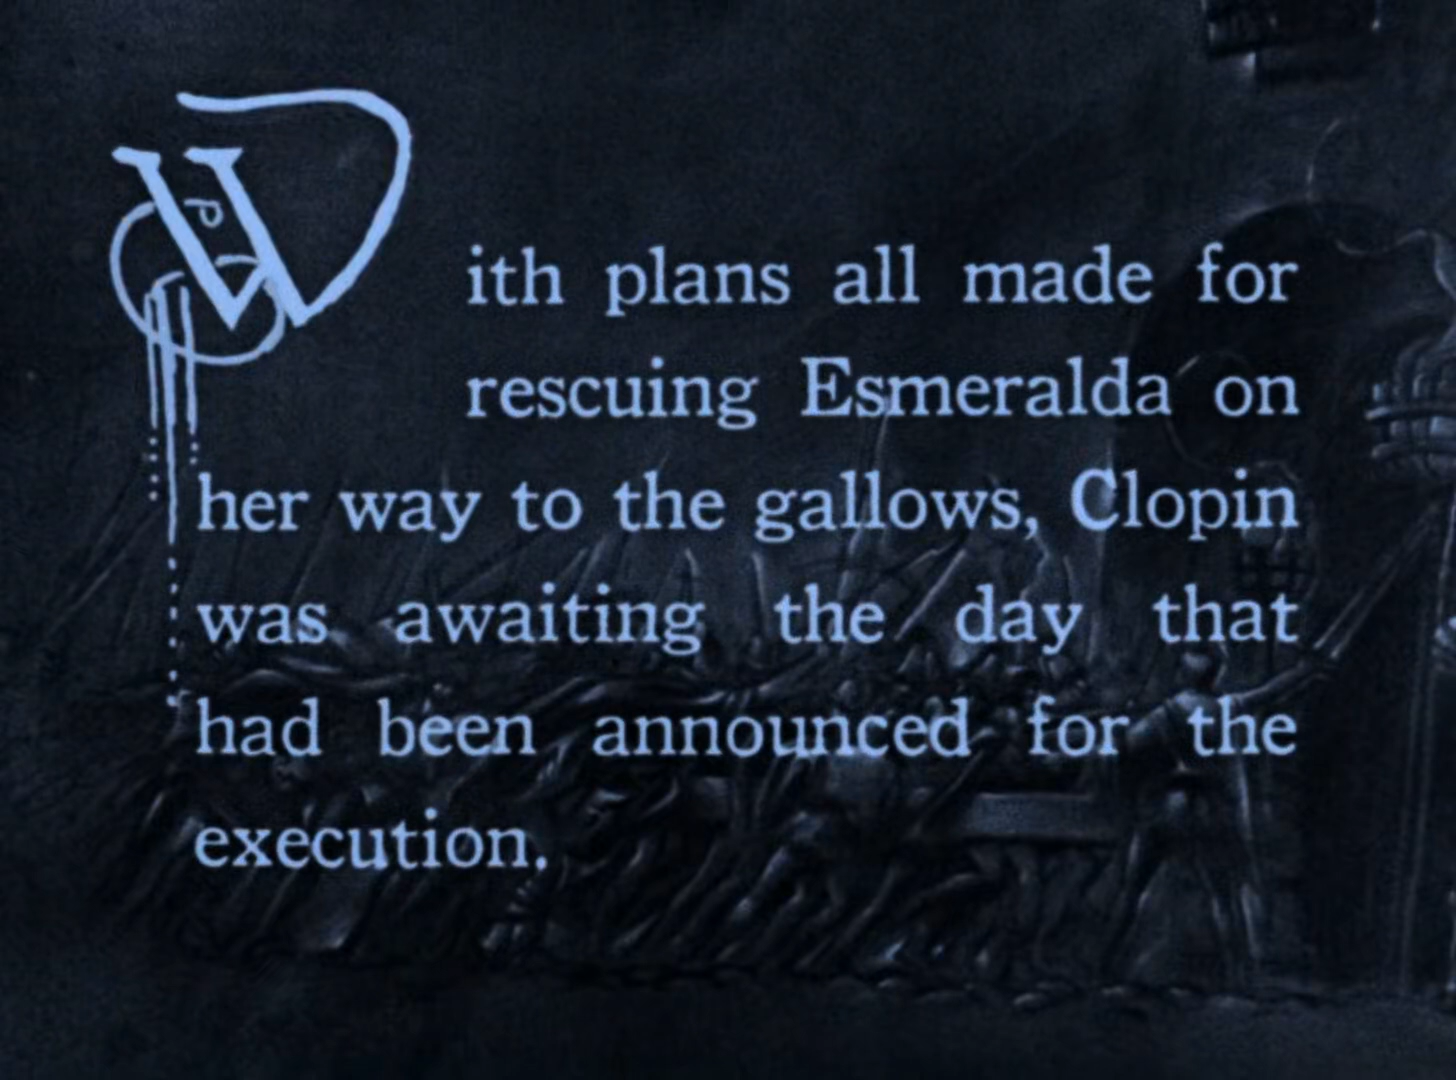 With plans all made for
rescuing Esmeralda on
her way to the gallows, Clopin
was awaiting the day that
had been announced for the
execution.